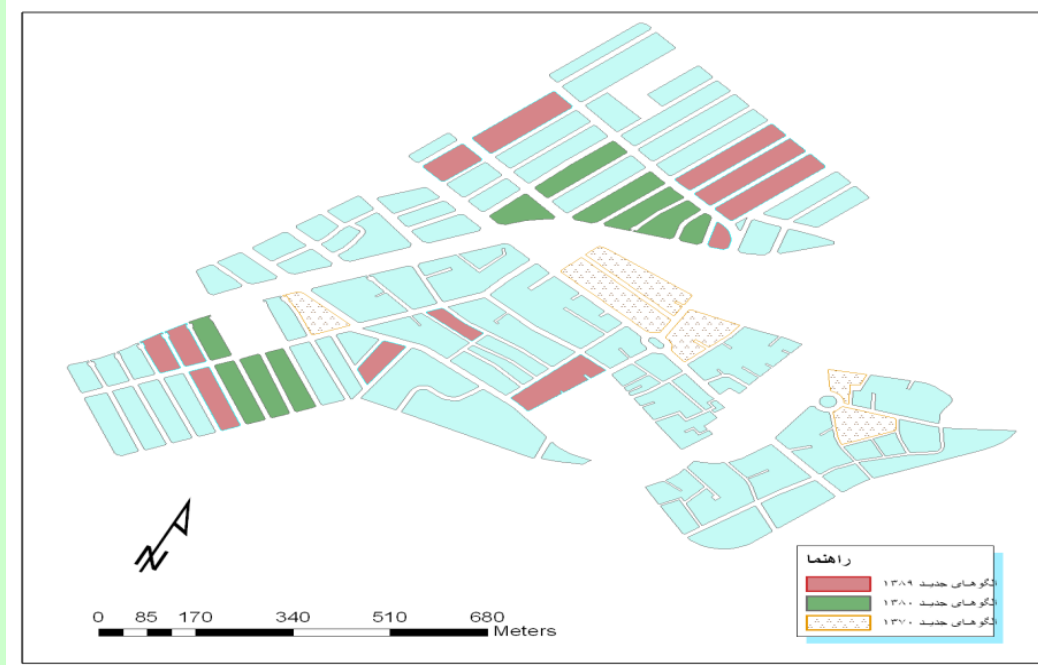 N
راهنما
الگوهای جدید ۱۳۸۹
الگوهای جدید ۱۳۸۰
الگوهای جدید ۱۳۷۰
0 85 170 340 510 680
Meters